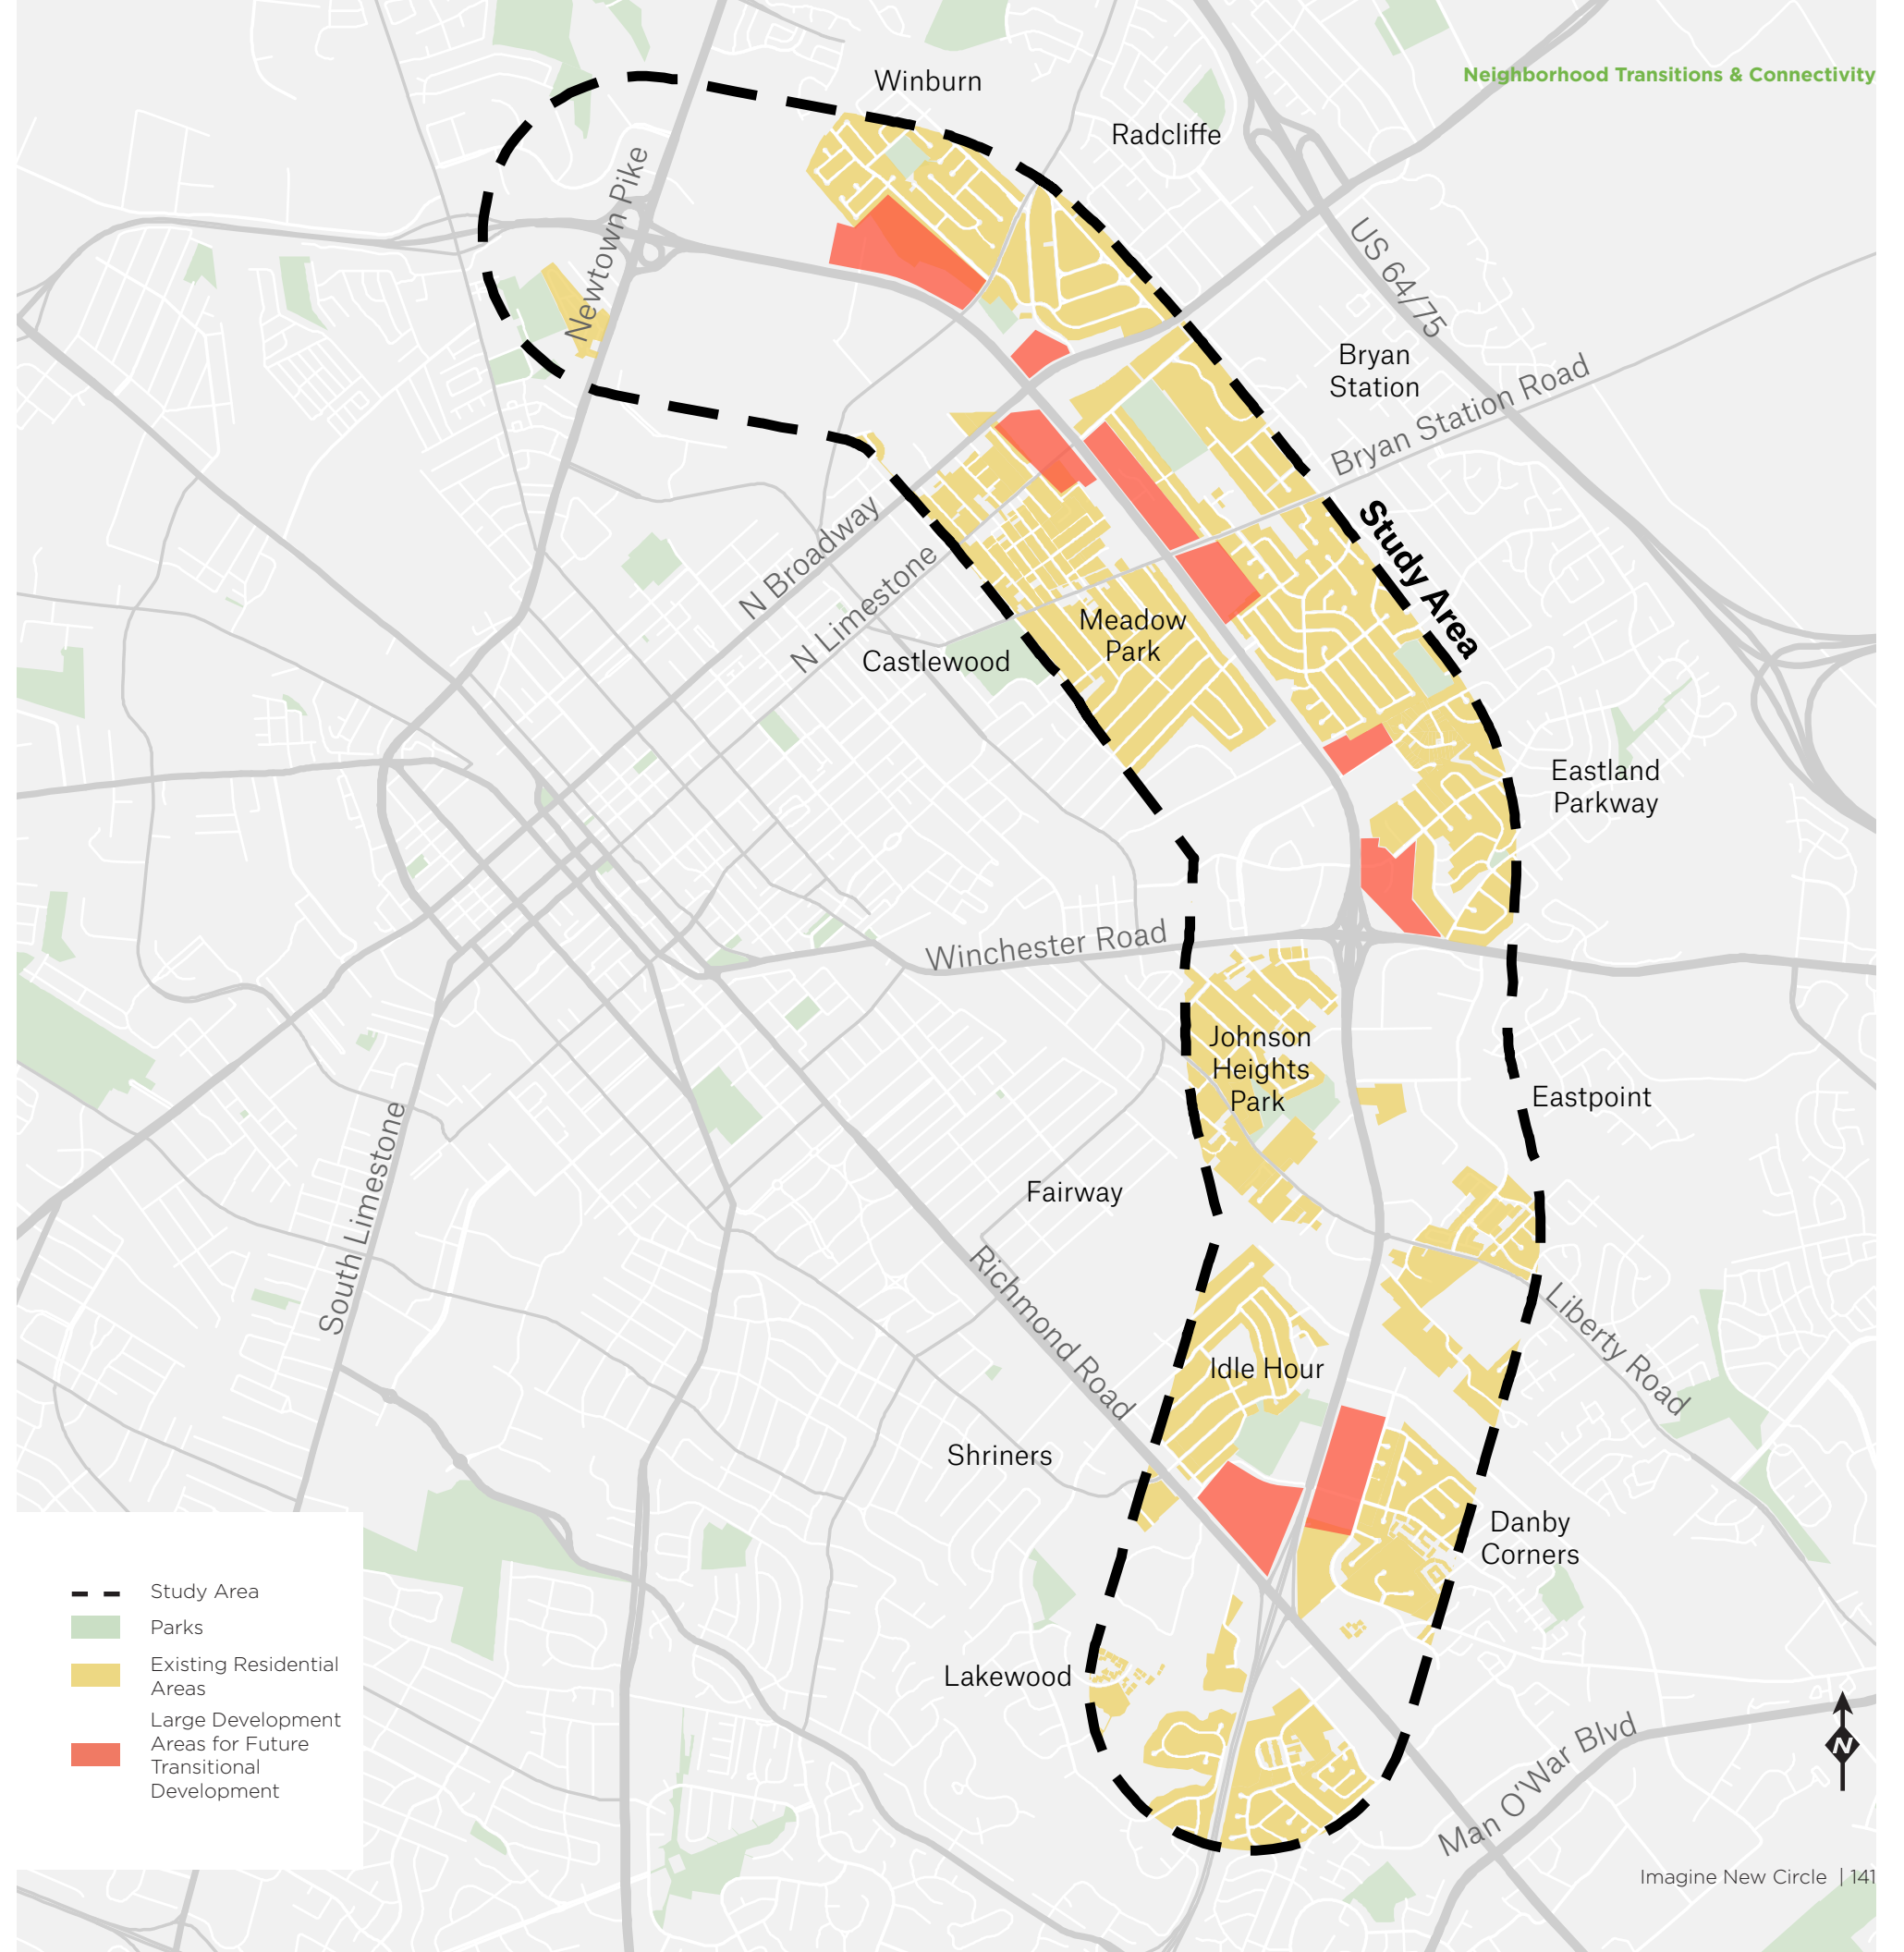 Neighborhood Transitions & Connectivity
Winburn
Radcliffe
Newtown Pike
US 64/75
Bryan
Station
Bryan Station Road
Study Area
N Broadway
N Limestone
Castlewood
Meadow
Park
Eastland
Parkway
Winchester Road
Johnson
Heights
Park
Eastpoint
South Limestone
Fairway
Richmond Road
Idle Hour
Liberty Road
Shriners
Danby
Corners
Lakewood
Man O'War Blvd
N
Study Area
Parks
Existing Residential
Areas
Large Development
Areas for Future
Transitional
Development
Imagine New Circle | 141